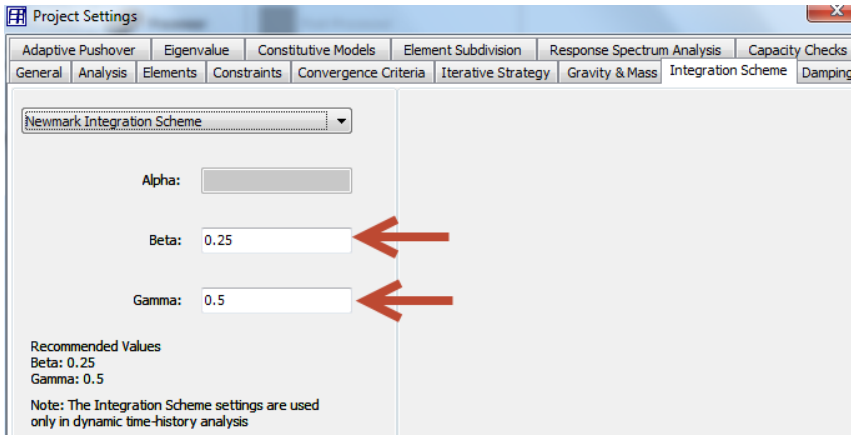 Project Settings
Adaptive Pushover Eigenvalue Constitutive Models Element Subdivision Response Spectrum Analysis Capacity Checks
General Analysis Elements Constraints Convergence Criteria Iterative Strategy Gravity & Mass Integration Scheme Damping
Newmark Integration Scheme
Alpha:
Beta: 0.25
Gamma: 0.5
Recommended Values
Beta: 0.25
Gamma: 0.5
Note: The Integration Scheme settings are used
only in dynamic time-history analysis